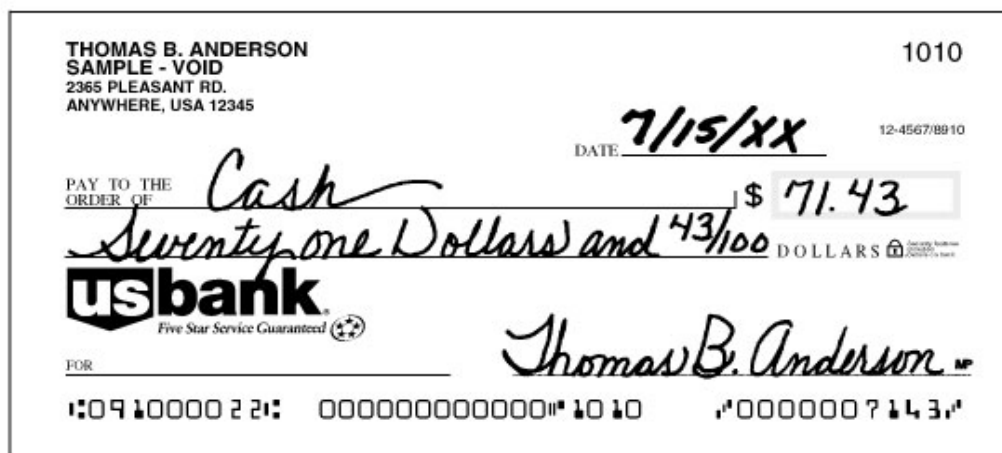 THOMAS B. ANDERSON 1010
SAMPLE - VOID
2365 PLEASANT RD.
ANYWHERE, USA 12345
DATE 7/15/XX 12-4567/8910
PAY TO THE
ORDER OF Cash $ 71.43
Seventy one Dollars and 43/100 DOLLARS
usbank®
Five Star Service Guaranteed
FOR Thomas B. Anderson MP
⑆091000022⑆ 000000000000⑈1010 ⑇0000007143⑇